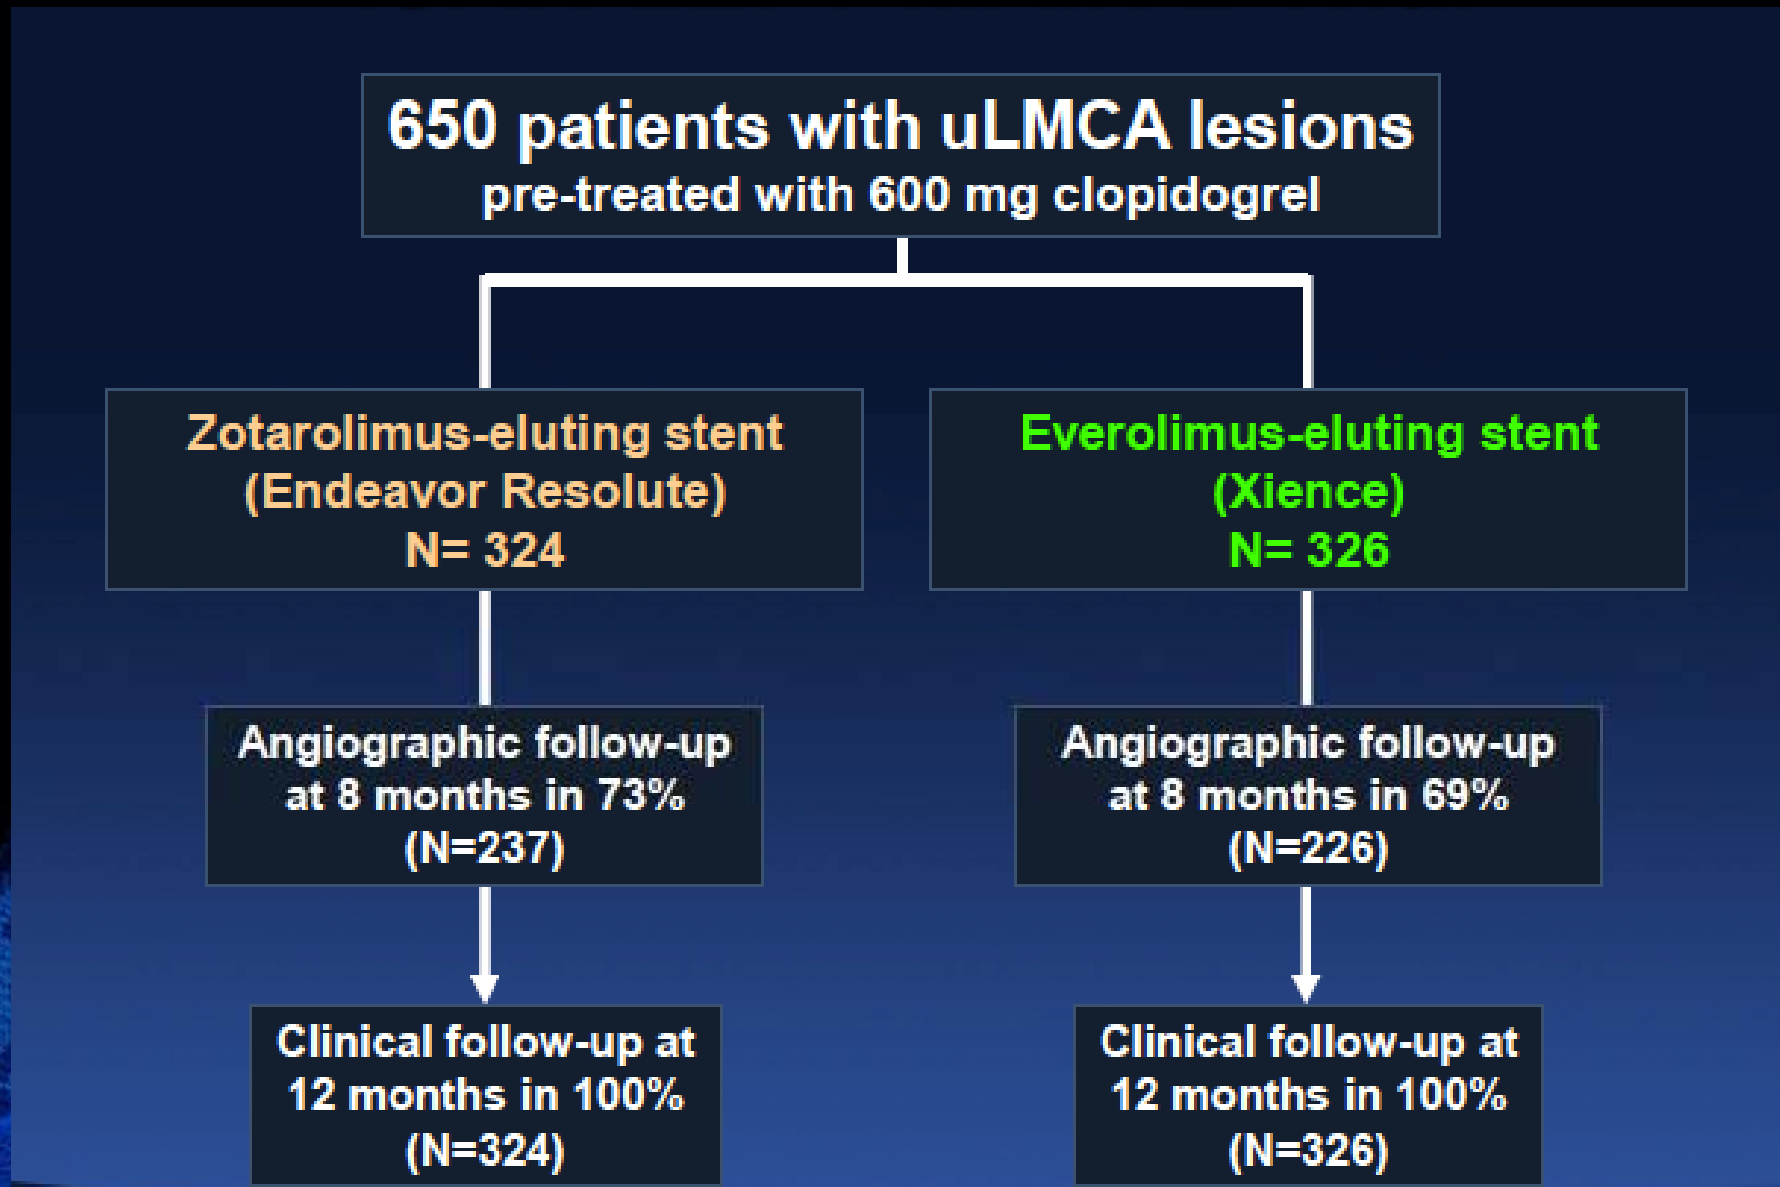 650 patients with uLMCA lesions
pre-treated with 600 mg clopidogrel
Zotarolimus-eluting stent
(Endeavor Resolute)
N= 324
Everolimus-eluting stent
(Xience)
N= 326
Angiographic follow-up
at 8 months in 73%
(N=237)
Angiographic follow-up
at 8 months in 69%
(N=226)
Clinical follow-up at
12 months in 100%
(N=324)
Clinical follow-up at
12 months in 100%
(N=326)